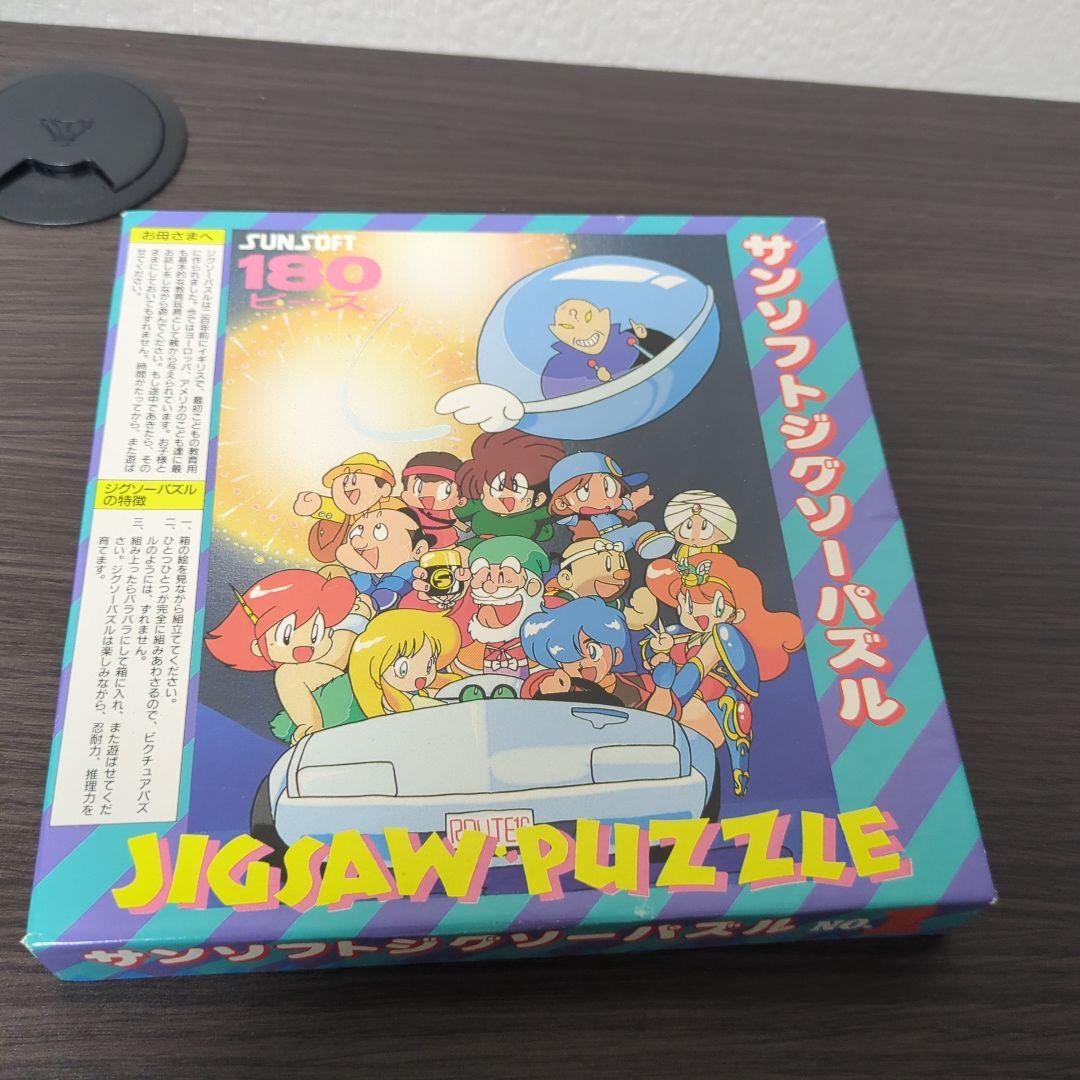 お母さまへ
ジグソーパズルは二百年前にイギリスで、最初こどもの教育用
に作られました。今ではヨーロッパ、アメリカのこども達に最
も基本的な教育玩具として親から与えられています。お子様と
お話しをしながら遊んでください。もし途中であきたら、その
ままにしておいてもずれません。時間がたってから、また遊ば
せてください。
ジグソーパズル
の特徴
一、箱の絵を見ながら組立ててください。
二、ひとつひとつが完全に組みあわさるので、ピクチュアパズ
ルのようには、ずれません。
三、組み上ったらバラバラにして箱に入れ、また遊ばせてくだ
さい。ジグソーパズルは楽しみながら、忍耐力、推理力を
育てます。
SUNSOFT
180
ピース
サンソフトジグソーパズル
ROUTE16
JIGSAW PUZZLE
サンソフトジグソーパズル NO.1